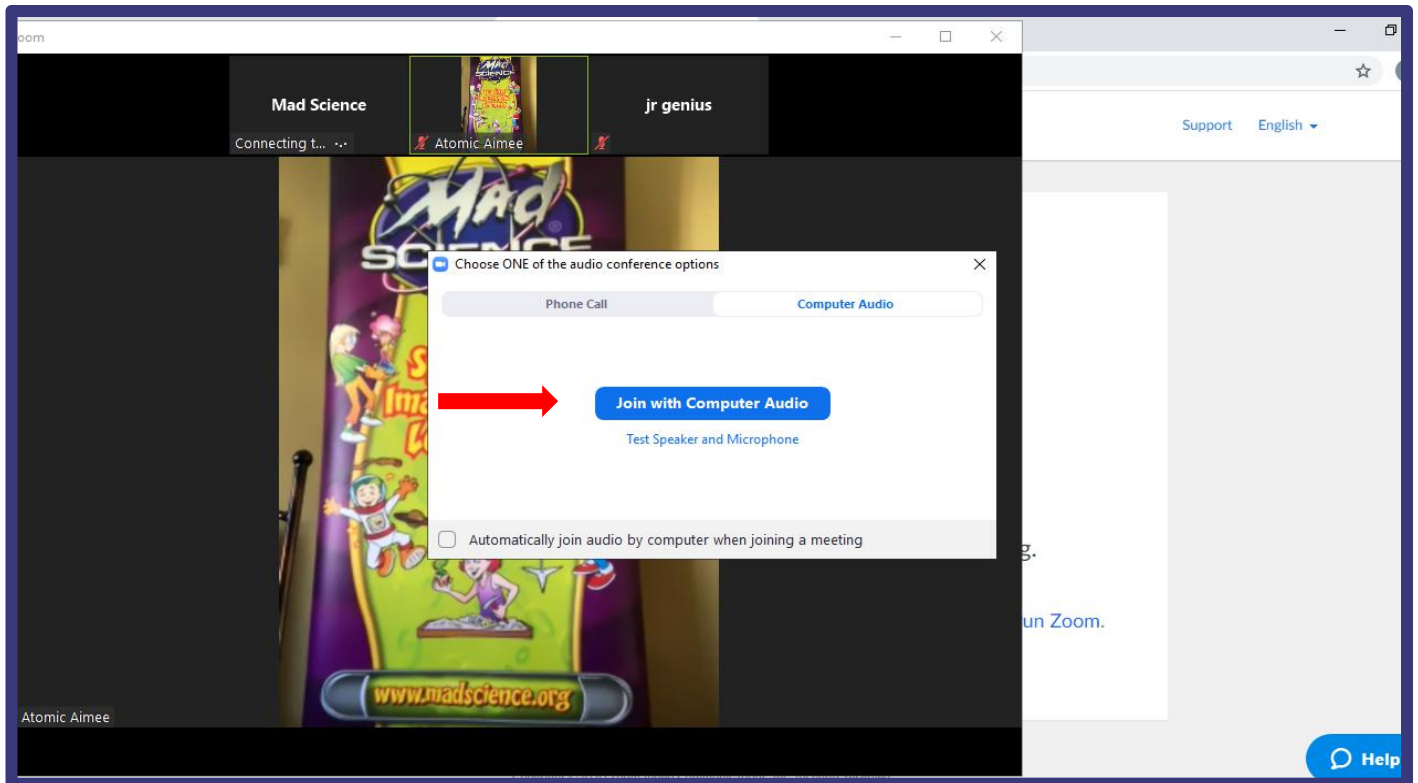 oom
Support English
Mad Science
jr genius
Connecting t...
Atomic Aimee
Mad
SCIENCE
Choose ONE of the audio conference options
Phone Call
Computer Audio
Join with Computer Audio
Test Speaker and Microphone
Automatically join audio by computer when joining a meeting
g.
un Zoom.
www.madscience.org
Atomic Aimee
Help